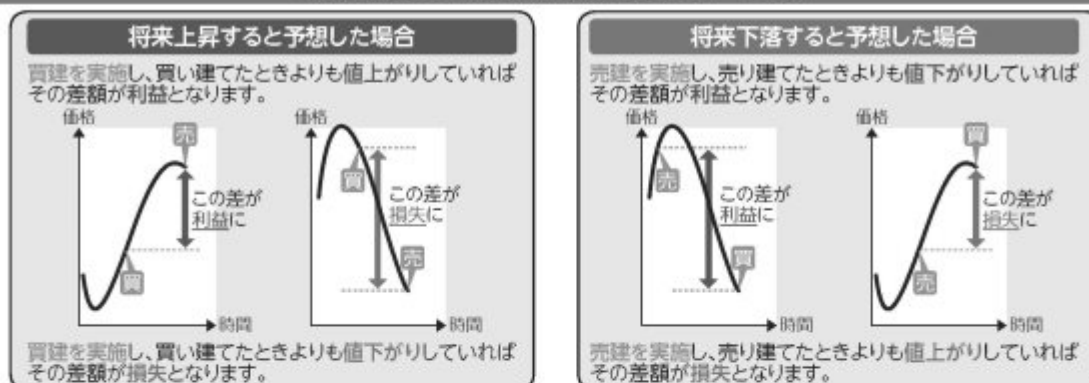 将来上昇すると予想した場合
買建を実施し、買い建てたときよりも値上がりしていれば
その差額が利益となります。
価格
売
買
この差が
利益に
時間
価格
買
売
この差が
損失に
時間
買建を実施し、買い建てたときよりも値下がりしていれば
その差額が損失となります。
将来下落すると予想した場合
売建を実施し、売り建てたときよりも値下がりしていれば
その差額が利益となります。
価格
売
買
この差が
利益に
時間
価格
買
売
この差が
損失に
時間
売建を実施し、売り建てたときよりも値上がりしていれば
その差額が損失となります。